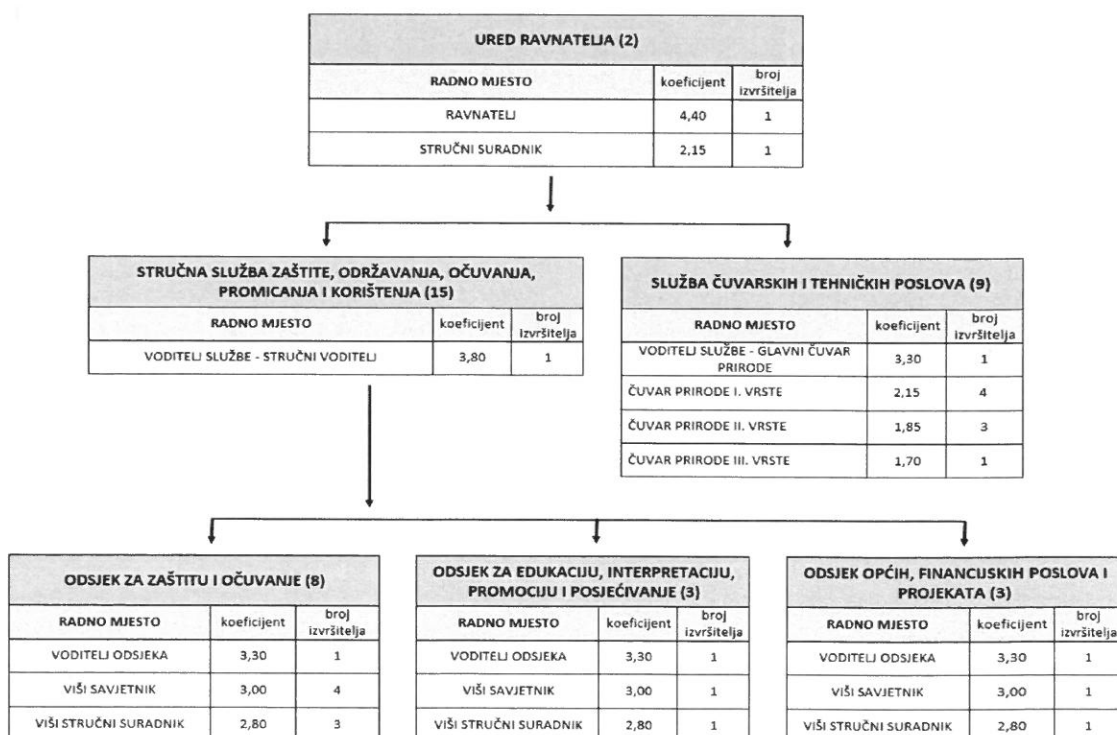 URED RAVNATELJA (2)
RADNO MJESTO koeficijent broj izvršitelja
RAVNATELJ 4,40 1
STRUČNI SURADNIK 2,15 1
STRUČNA SLUŽBA ZAŠTITE, ODRŽAVANJA, OČUVANJA,
PROMICANJA I KORIŠTENJA (15)
RADNO MJESTO koeficijent broj izvršitelja
VODITELJ SLUŽBE - STRUČNI VODITELJ 3,80 1
SLUŽBA ČUVARSKIH I TEHNIČKIH POSLOVA (9)
RADNO MJESTO koeficijent broj izvršitelja
VODITELJ SLUŽBE - GLAVNI ČUVAR
PRIRODE 3,30 1
ČUVAR PRIRODE I. VRSTE 2,15 4
ČUVAR PRIRODE II. VRSTE 1,85 3
ČUVAR PRIRODE III. VRSTE 1,70 1
ODSJEK ZA ZAŠTITU I OČUVANJE (8)
RADNO MJESTO koeficijent broj izvršitelja
VODITELJ ODSJEKA 3,30 1
VIŠI SAVJETNIK 3,00 4
VIŠI STRUČNI SURADNIK 2,80 3
ODSJEK ZA EDUKACIJU, INTERPRETACIJU,
PROMOCIJU I POSJEĆIVANJE (3)
RADNO MJESTO koeficijent broj izvršitelja
VODITELJ ODSJEKA 3,30 1
VIŠI SAVJETNIK 3,00 1
VIŠI STRUČNI SURADNIK 2,80 1
ODSJEK OPĆIH, FINANCIJSKIH POSLOVA I
PROJEKATA (3)
RADNO MJESTO koeficijent broj izvršitelja
VODITELJ ODSJEKA 3,30 1
VIŠI SAVJETNIK 3,00 1
VIŠI STRUČNI SURADNIK 2,80 1